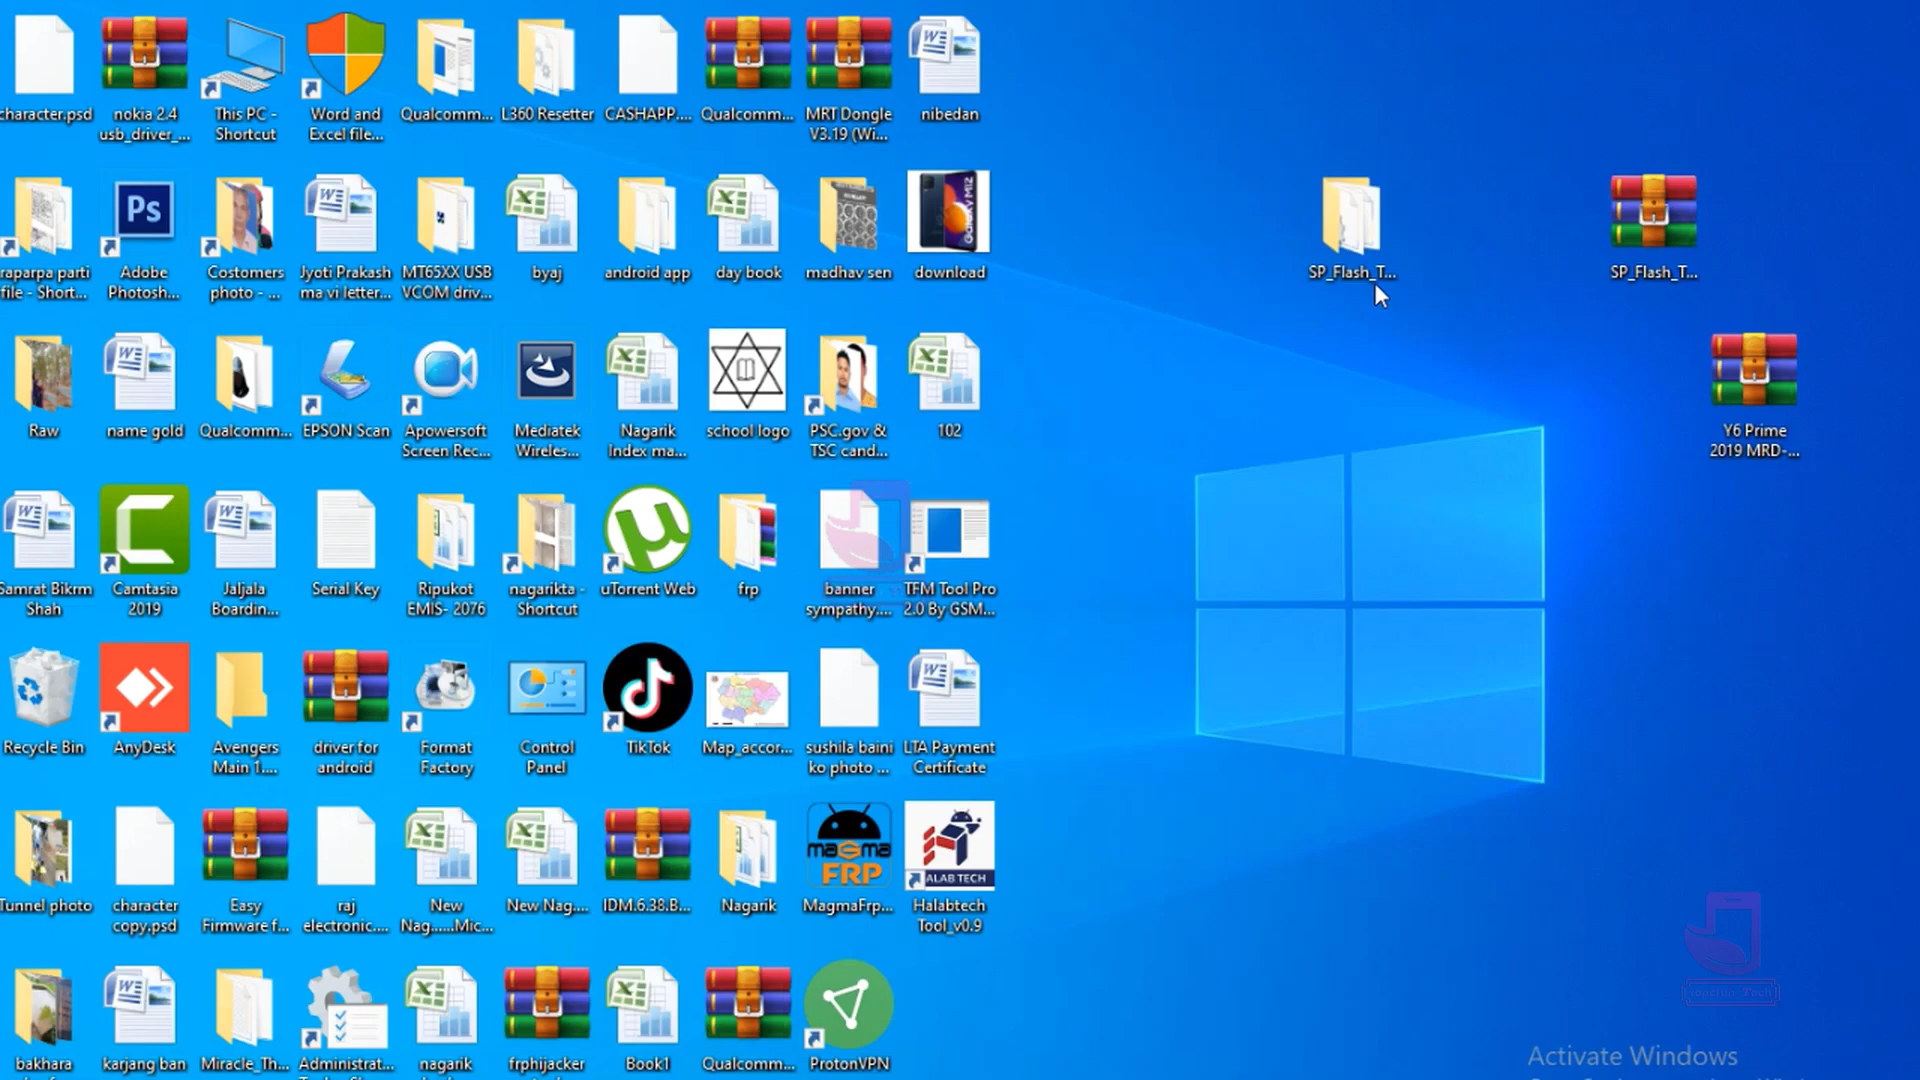 character.psd
nokia 2.4
usb_driver_...
This PC -
Shortcut
Word and
Excel file...
Qualcomm...
L360 Resetter
CASHAPP....
Qualcomm...
MRT Dongle
V3.19 (Wi...
nibedan
raparpa parti
file - Short...
Ps
Adobe
Photosh...
Costomers
photo - ...
Jyoti Prakash
ma vi letter...
MT65XX USB
VCOM driv...
byaj
android app
day book
madhav sen
Galaxy M12
download
SP_Flash_T...
SP_Flash_T...
Raw
name gold
Qualcomm...
EPSON Scan
Apowersoft
Screen Rec...
Mediatek
Wireles...
Nagarik
Index ma...
school logo
PSC.gov &
TSC cand...
102
Y6 Prime
2019 MRD-...
Samrat Bikrm
Shah
Camtasia
2019
Jaljala
Boardin...
Serial Key
Ripukot
EMIS- 2076
nagarikta -
Shortcut
uTorrent Web
frp
banner
sympathy....
TFM Tool Pro
2.0 By GSM...
Recycle Bin
AnyDesk
Avengers
Main 1....
driver for
android
Format
Factory
Control
Panel
TikTok
Map_accor...
sushila baini
ko photo ...
LTA Payment
Certificate
Tunnel photo
character
copy.psd
Easy
Firmware f...
raj
electronic....
New
Nag......Mic...
New Nag....
IDM.6.38.B...
Nagarik
magma
FRP
MagmaFrp...
ALAB TECH
Halabtech
Tool_v0.9
bakhara
karjang ban
Miracle_Th...
Administrat...
nagarik
frphijacker
Book1
Qualcomm...
ProtonVPN
Activate Windows